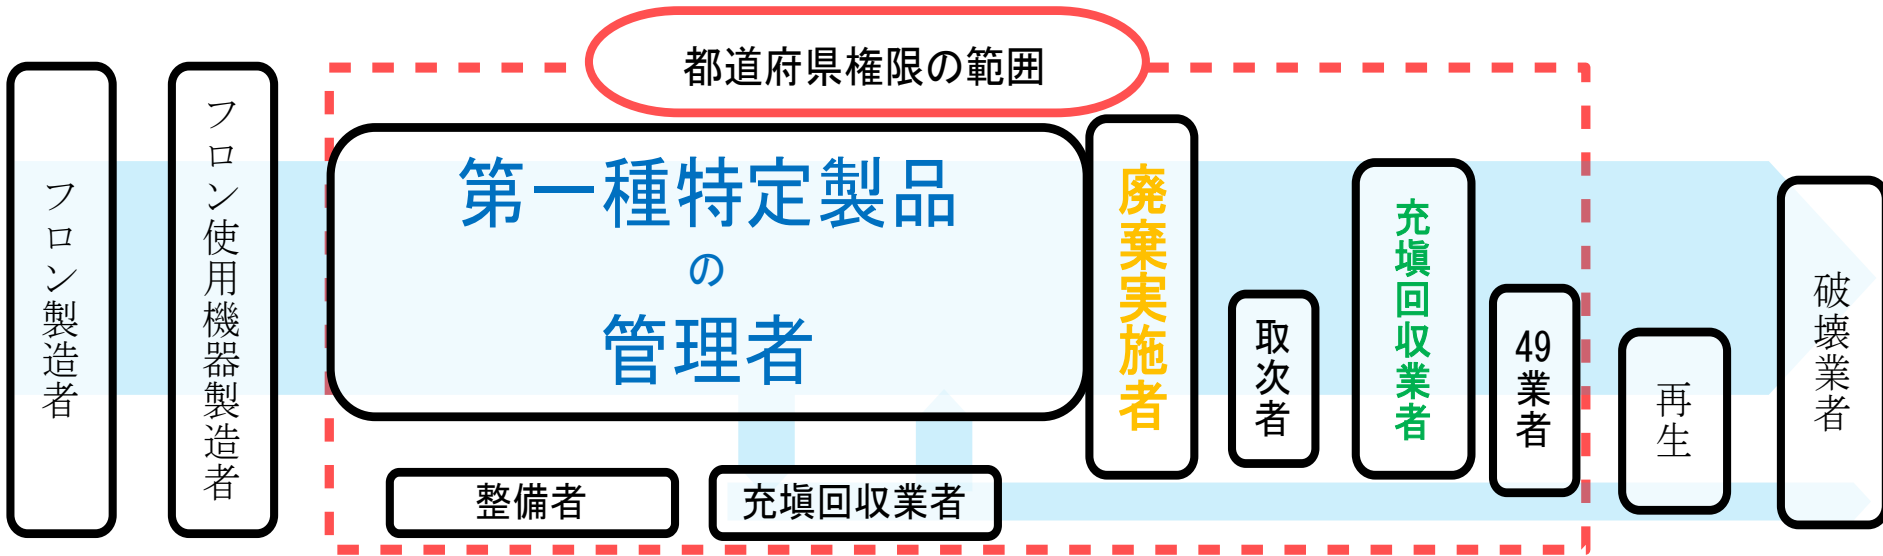 都道府県権限の範囲
フロン製造者
フロン使用機器製造者
第一種特定製品
の
管理者
廃棄実施者
取次者
充塡回収業者
49業者
再生
破壊業者
整備者
充塡回収業者